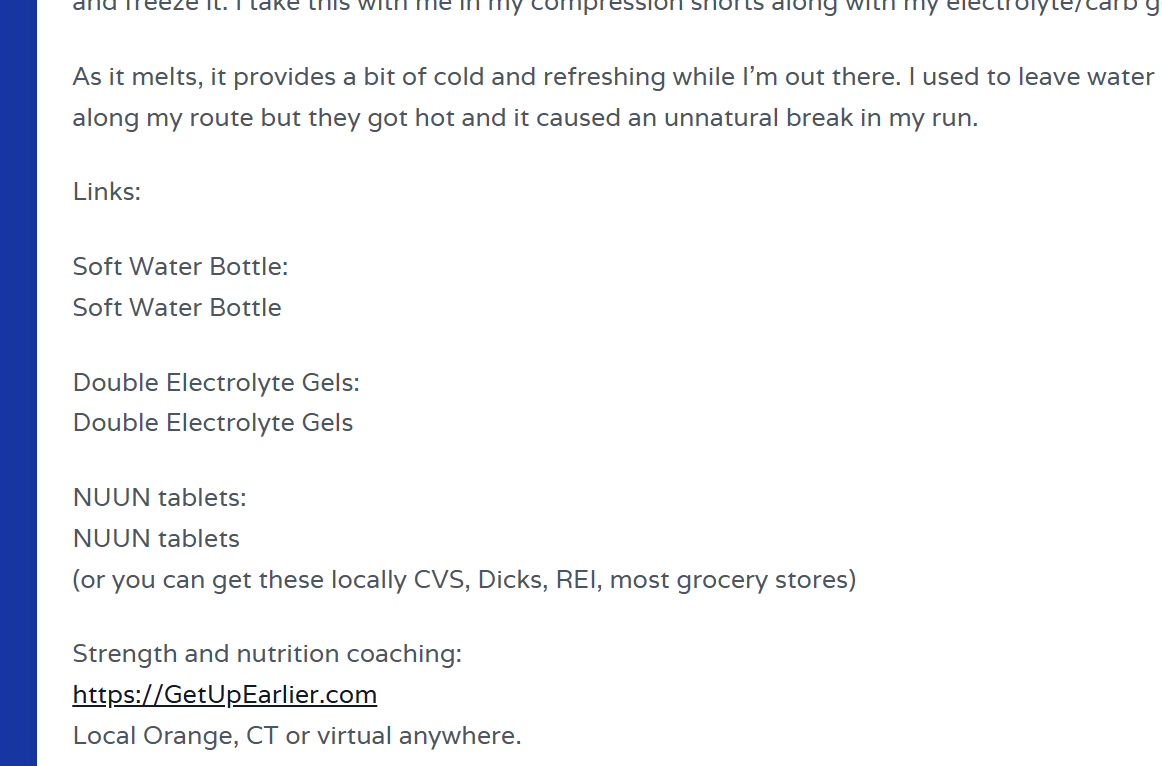 and freeze it. I take this with me in my compression shorts along with my electrolyte/carb g
As it melts, it provides a bit of cold and refreshing while I’m out there. I used to leave water
along my route but they got hot and it caused an unnatural break in my run.
Links:
Soft Water Bottle:
Soft Water Bottle
Double Electrolyte Gels:
Double Electrolyte Gels
NUUN tablets:
NUUN tablets
(or you can get these locally CVS, Dicks, REI, most grocery stores)
Strength and nutrition coaching:
https://GetUpEarlier.com
Local Orange, CT or virtual anywhere.